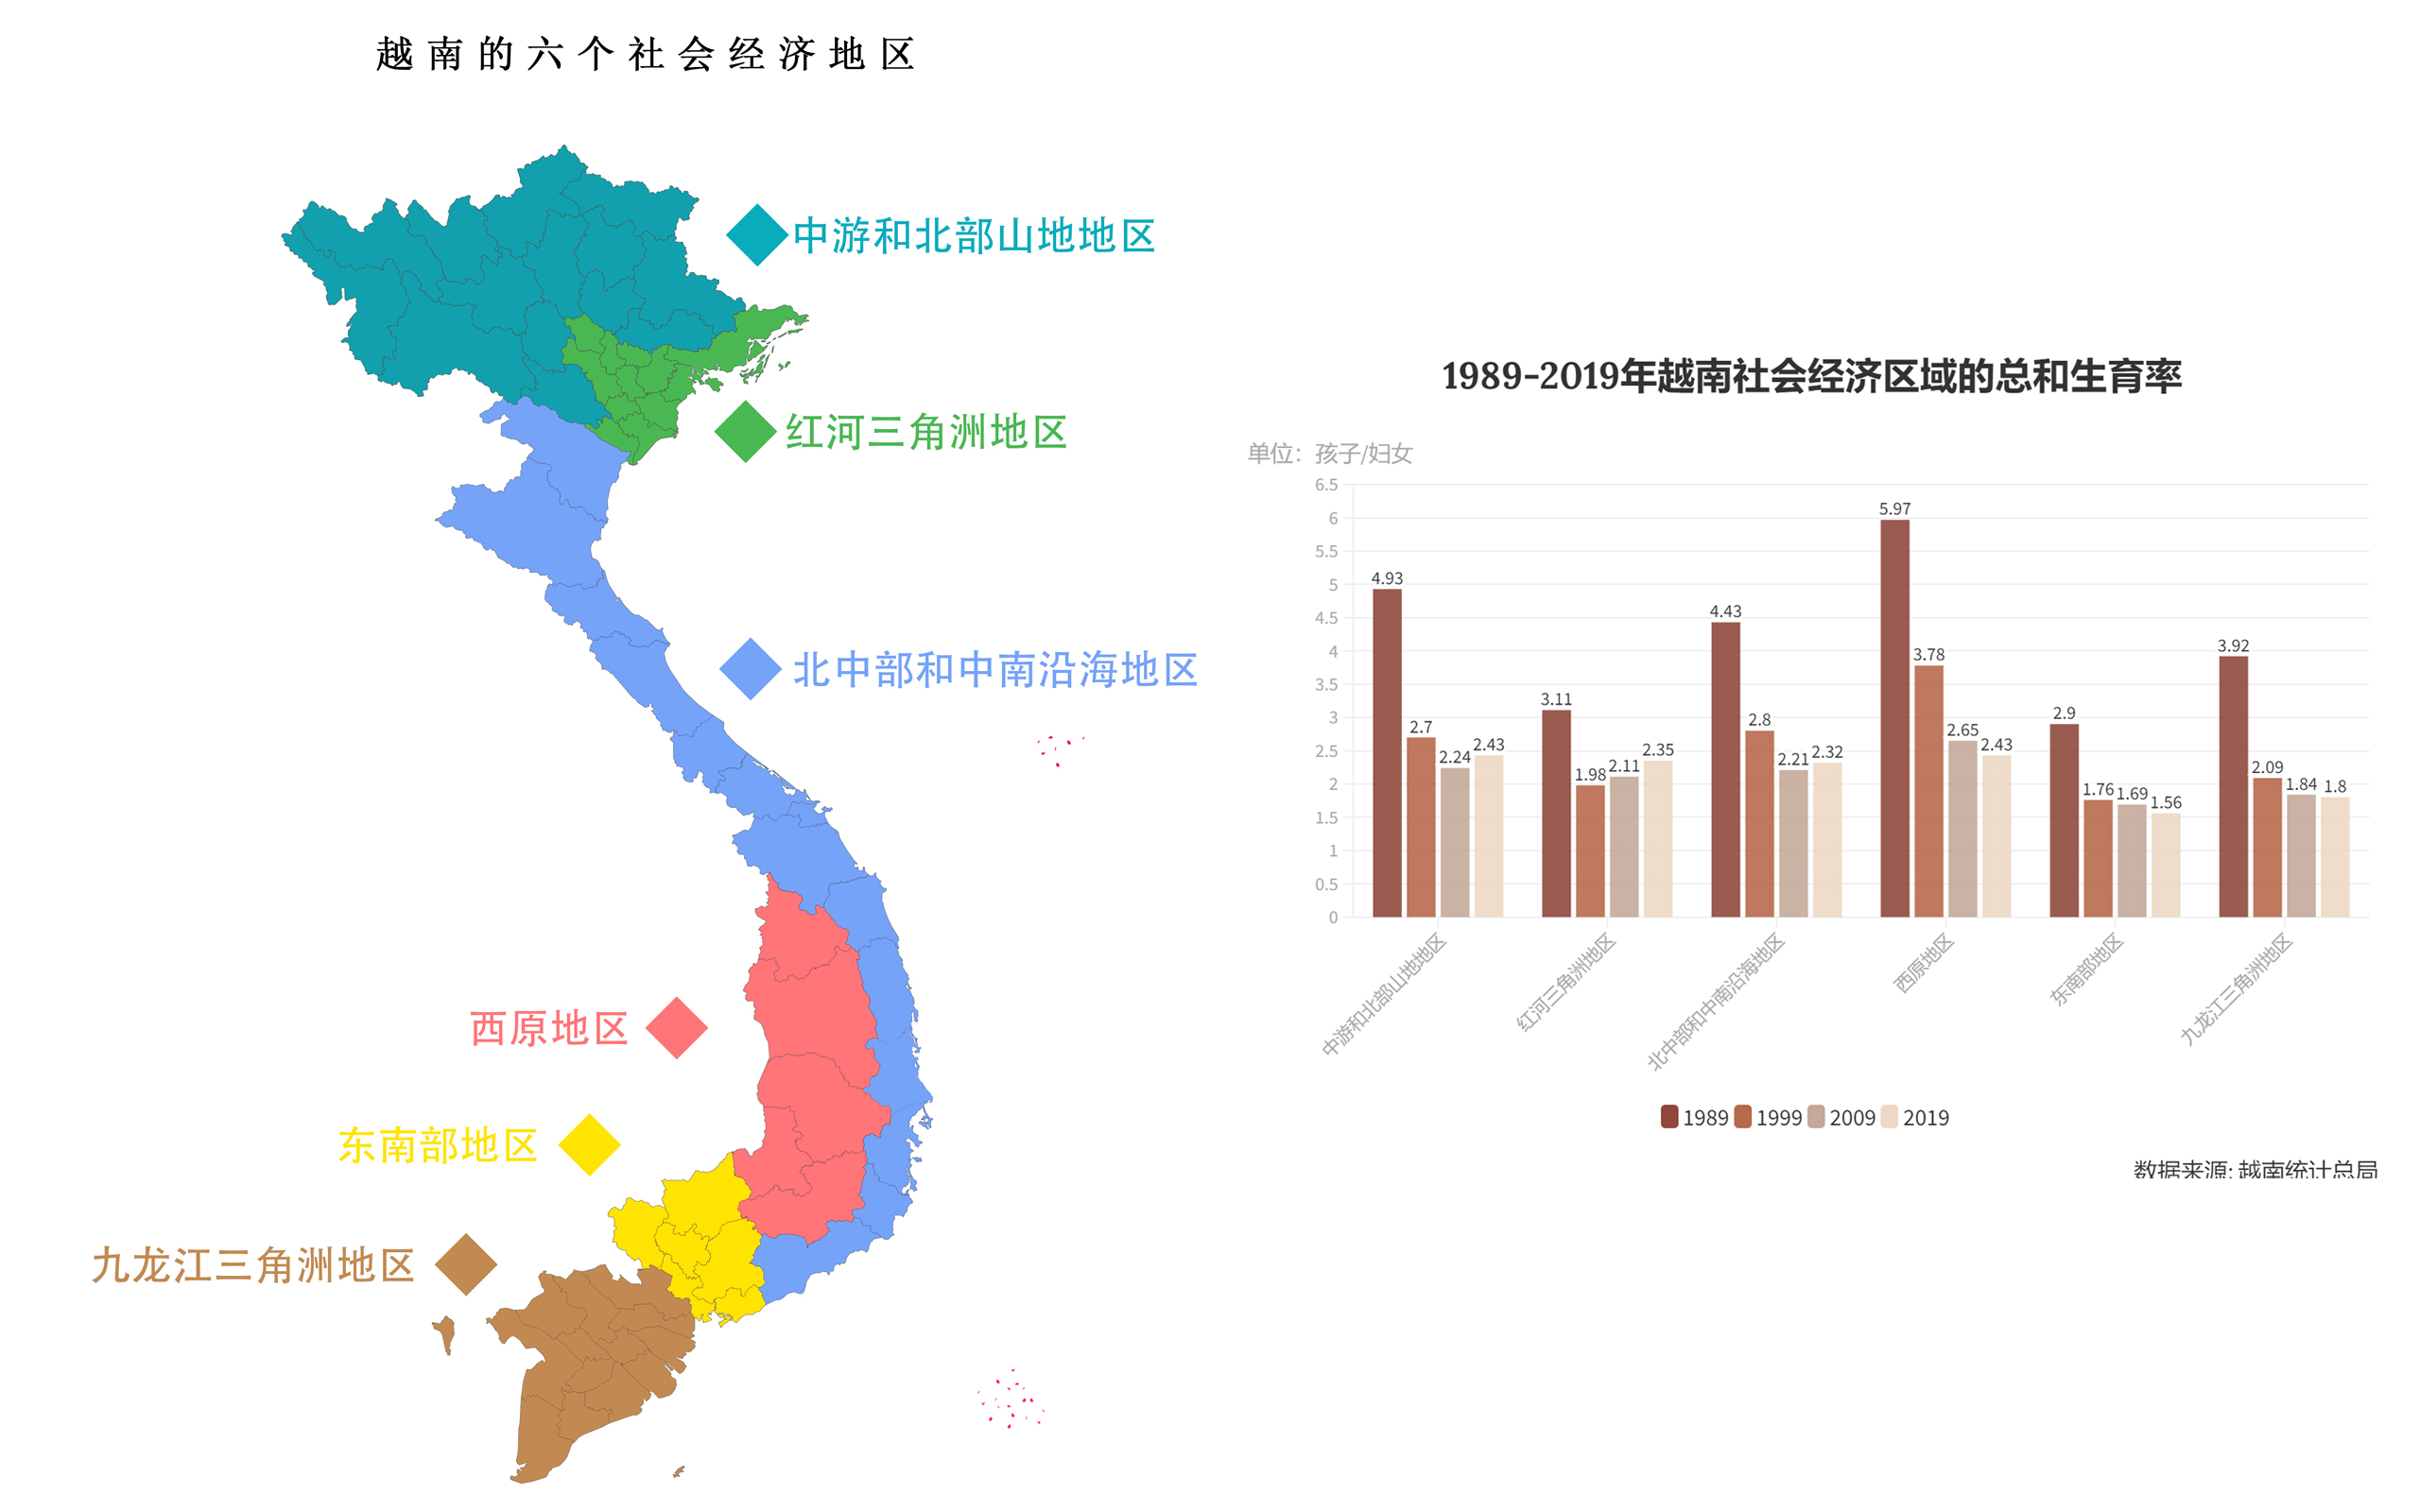 越南的六个社会经济地区
中游和北部山地地区
红河三角洲地区
北中部和中南沿海地区
西原地区
东南部地区
九龙江三角洲地区
1989-2019年越南社会经济区域的总和生育率
单位：孩子/妇女
6.5
6
5.5
5
4.5
4
3.5
3
2.5
2
1.5
1
0.5
0
4.93
2.7
2.24
2.43
3.11
1.98
2.11
2.35
4.43
2.8
2.21
2.32
5.97
3.78
2.65
2.43
2.9
1.76
1.69
1.56
3.92
2.09
1.84
1.8
中游和北部山地地区
红河三角洲地区
北中部和中南沿海地区
西原地区
东南部地区
九龙江三角洲地区
1989 1999 2009 2019
数据来源: 越南统计总局